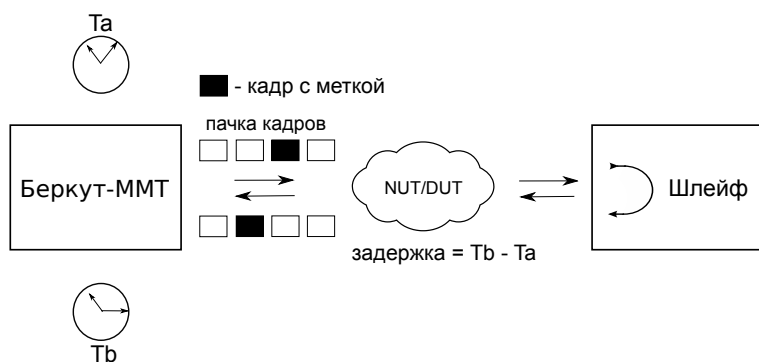 Ta
- кадр с меткой
пачка кадров
Беркут-ММТ
NUT/DUT
Шлейф
задержка = Tb - Ta
Tb